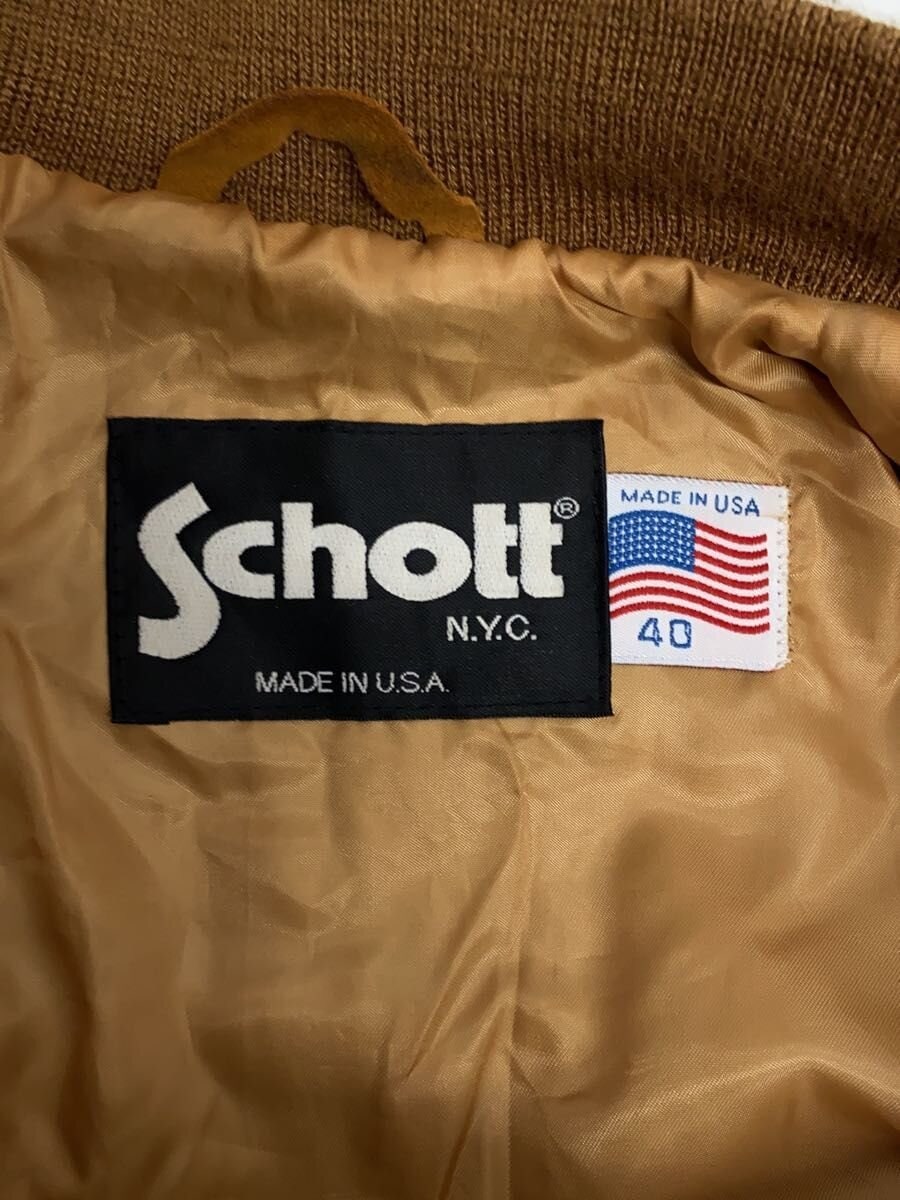 Schott®
N.Y.C.
MADE IN U.S.A.
MADE IN USA
40